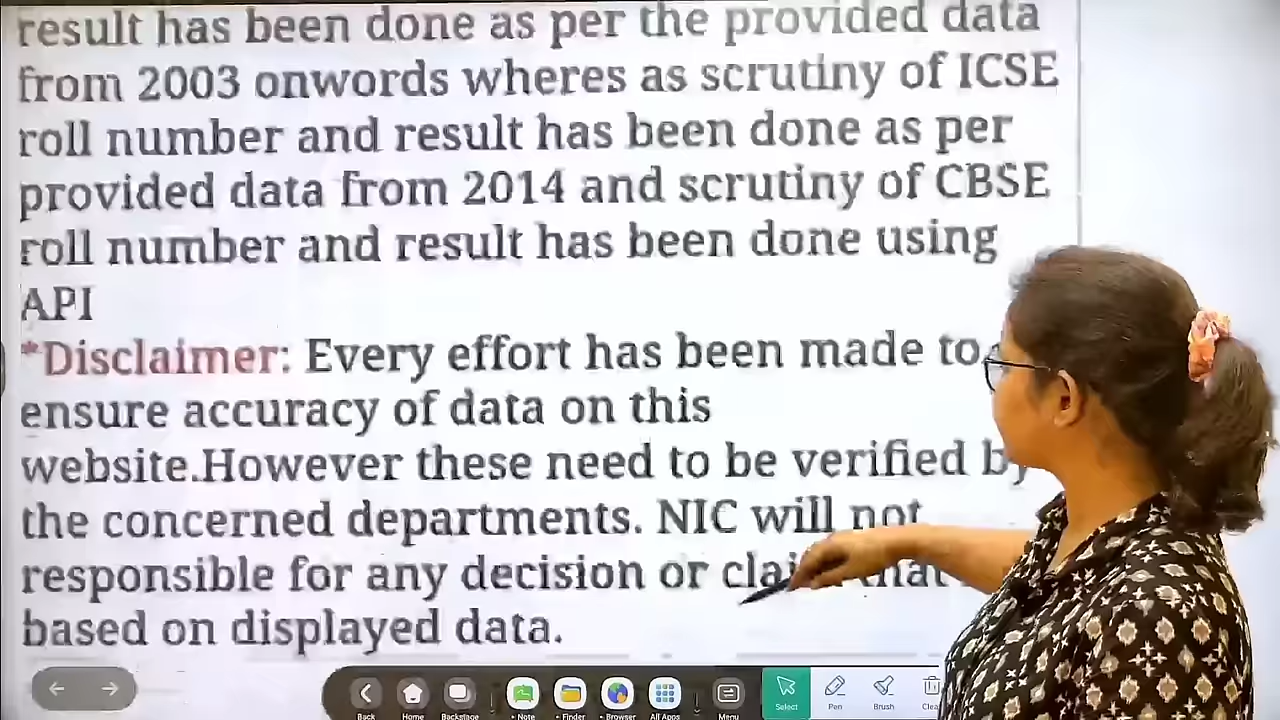 result has been done as per the provided data
from 2003 onwords wheres as scrutiny of ICSE
roll number and result has been done as per
provided data from 2014 and scrutiny of CBSE
roll number and result has been done using
API
*Disclaimer: Every effort has been made to
ensure accuracy of data on this
website.However these need to be verified by
the concerned departments. NIC will not
responsible for any decision or claim that
based on displayed data.
Back Home Backstage Note Finder Browser All Apps Menu Select Pen Brush